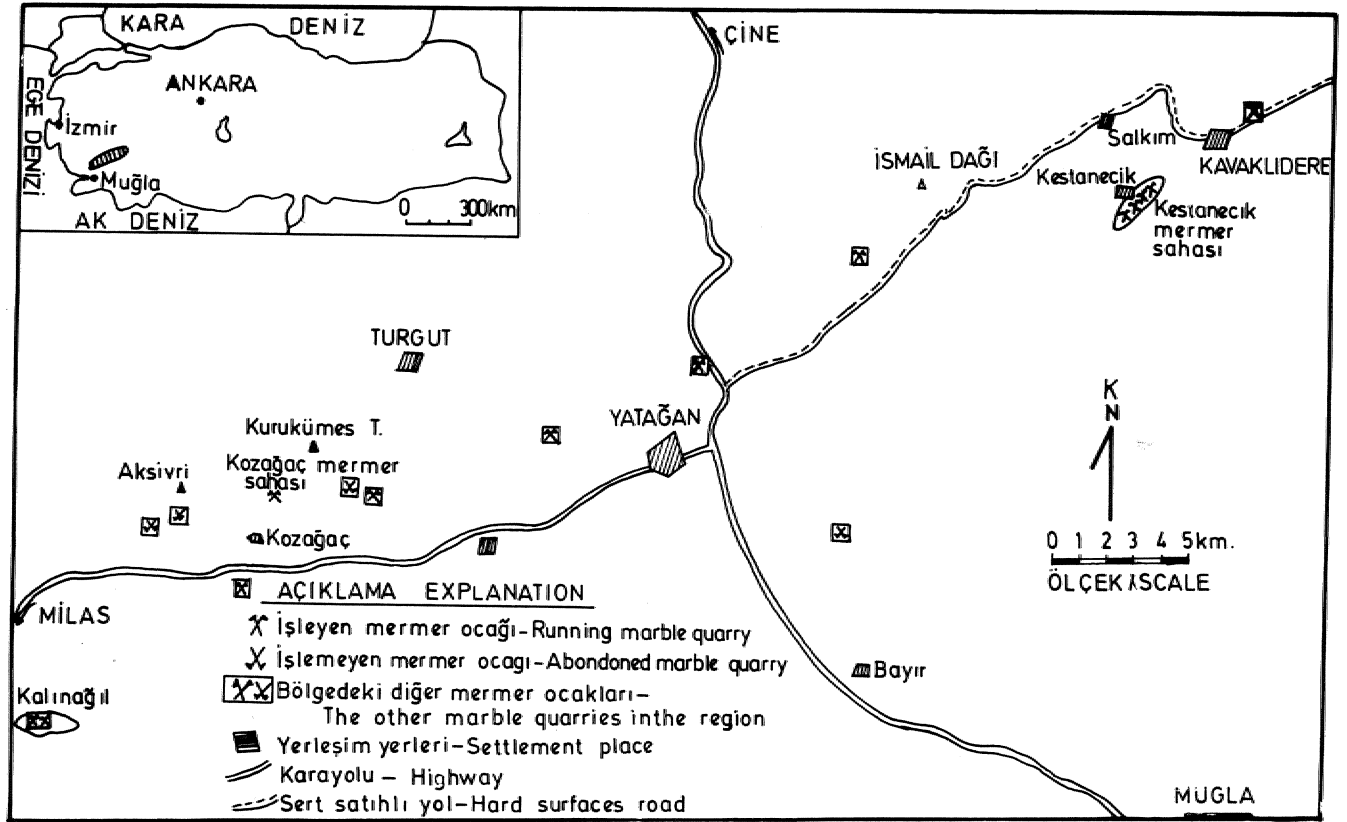 KARA DENİZ
ANKARA
EGE DENİZİ
İzmir
Muğla
AK DENİZ
0 300km
ÇİNE
Salkım
KAVAKLIDERE
İSMAİL DAĞI
Kestanecik
Kestanecık
mermer
sahası
TURGUT
YATAĞAN
Kurukümes T.
Kozağaç mermer
sahası
Aksivri
Kozağaç
K
N
0 1 2 3 4 5km.
ÖLÇEK SCALE
MİLAS
Kalınağıl
Bayır
MUGLA
AÇIKLAMA EXPLANATION
İşleyen mermer ocağı-Running marble quarry
İşlemeyen mermer ocagı-Abondoned marble quarry
Bölgedeki diğer mermer ocakları-
The other marble quarries inthe region
Yerleşim yerleri-Settlement place
Karayolu - Highway
Sert satıhlı yol-Hard surfaces road